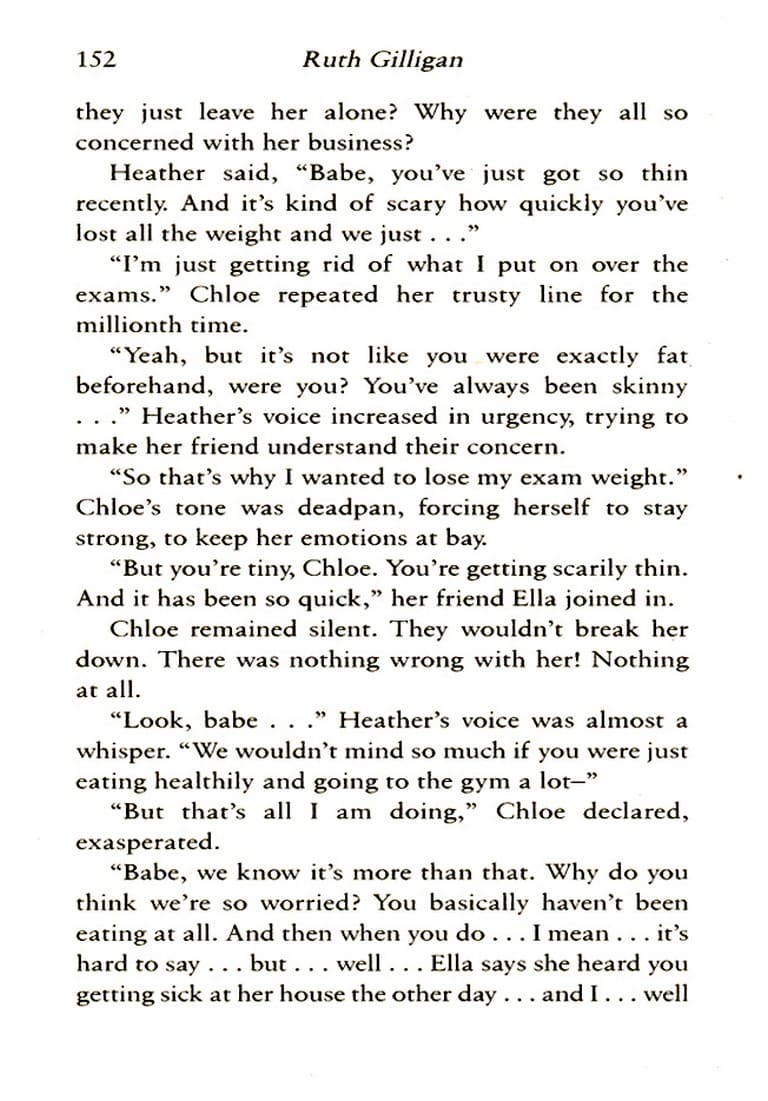 152 Ruth Gilligan
they just leave her alone? Why were they all so
concerned with her business?
Heather said, “Babe, you’ve just got so thin
recently. And it’s kind of scary how quickly you’ve
lost all the weight and we just . . .”
“I’m just getting rid of what I put on over the
exams.” Chloe repeated her trusty line for the
millionth time.
“Yeah, but it’s not like you were exactly fat
beforehand, were you? You’ve always been skinny
. . .” Heather’s voice increased in urgency, trying to
make her friend understand their concern.
“So that’s why I wanted to lose my exam weight.”
Chloe’s tone was deadpan, forcing herself to stay
strong, to keep her emotions at bay.
“But you’re tiny, Chloe. You’re getting scarily thin.
And it has been so quick,” her friend Ella joined in.
Chloe remained silent. They wouldn’t break her
down. There was nothing wrong with her! Nothing
at all.
“Look, babe . . .” Heather’s voice was almost a
whisper. “We wouldn’t mind so much if you were just
eating healthily and going to the gym a lot–”
“But that’s all I am doing,” Chloe declared,
exasperated.
“Babe, we know it’s more than that. Why do you
think we’re so worried? You basically haven’t been
eating at all. And then when you do . . . I mean . . . it’s
hard to say . . . but . . . well . . . Ella says she heard you
getting sick at her house the other day . . . and I . . . well